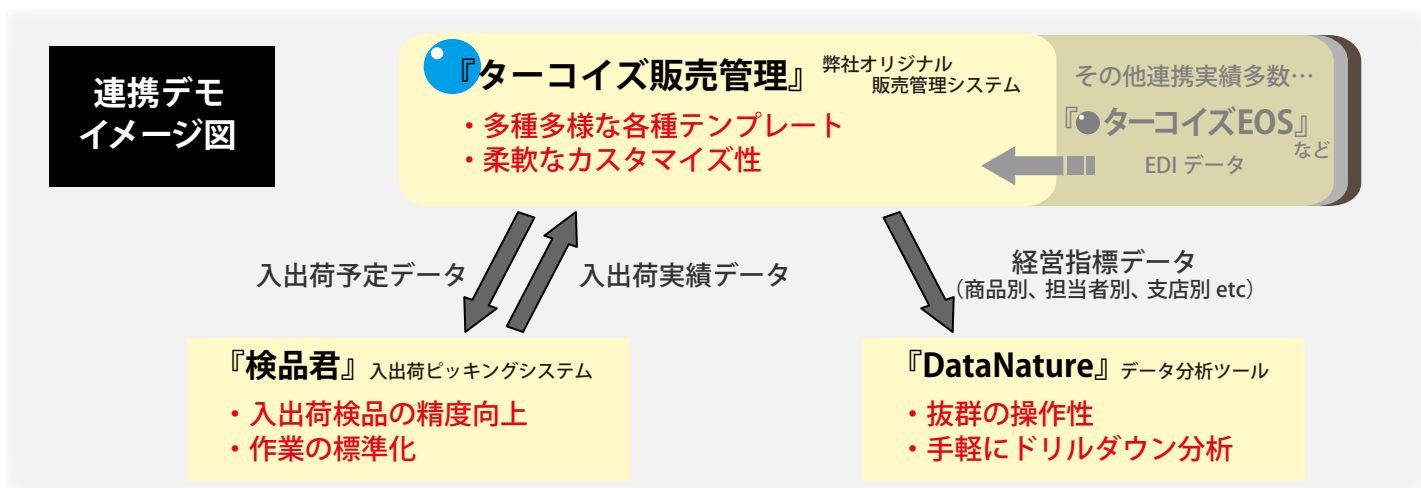 連携デモ
イメージ図
『ターコイズ販売管理』
弊社オリジナル
販売管理システム
・多種多様な各種テンプレート
・柔軟なカスタマイズ性
その他連携実績多数…
『ターコイズEOS』
など
EDI データ
入出荷予定データ
入出荷実績データ
経営指標データ
（商品別、担当者別、支店別 etc）
『検品君』入出荷ピッキングシステム
・入出荷検品の精度向上
・作業の標準化
『DataNature』データ分析ツール
・抜群の操作性
・手軽にドリルダウン分析